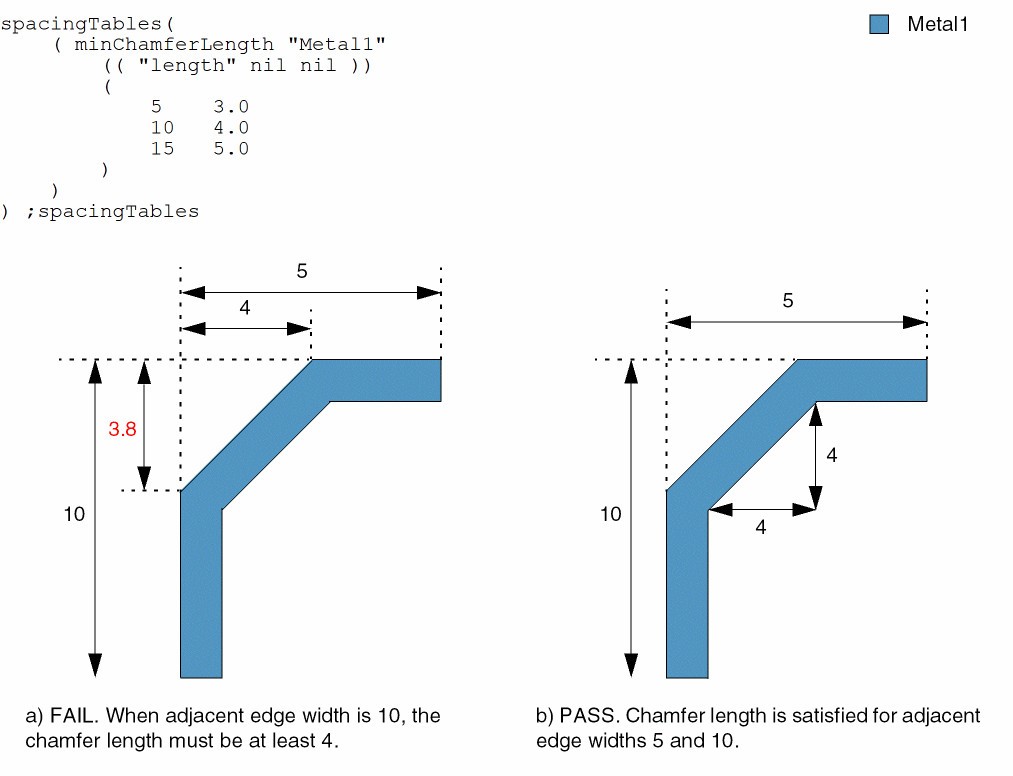 spacingTables(
( minChamferLength "Metal1"
(( "length" nil nil ))
(
5 3.0
10 4.0
15 5.0
)
)
) ;spacingTables
Metal1
5
4
3.8
10
5
4
4
10
a) FAIL. When adjacent edge width is 10, the
chamfer length must be at least 4.
b) PASS. Chamfer length is satisfied for adjacent
edge widths 5 and 10.